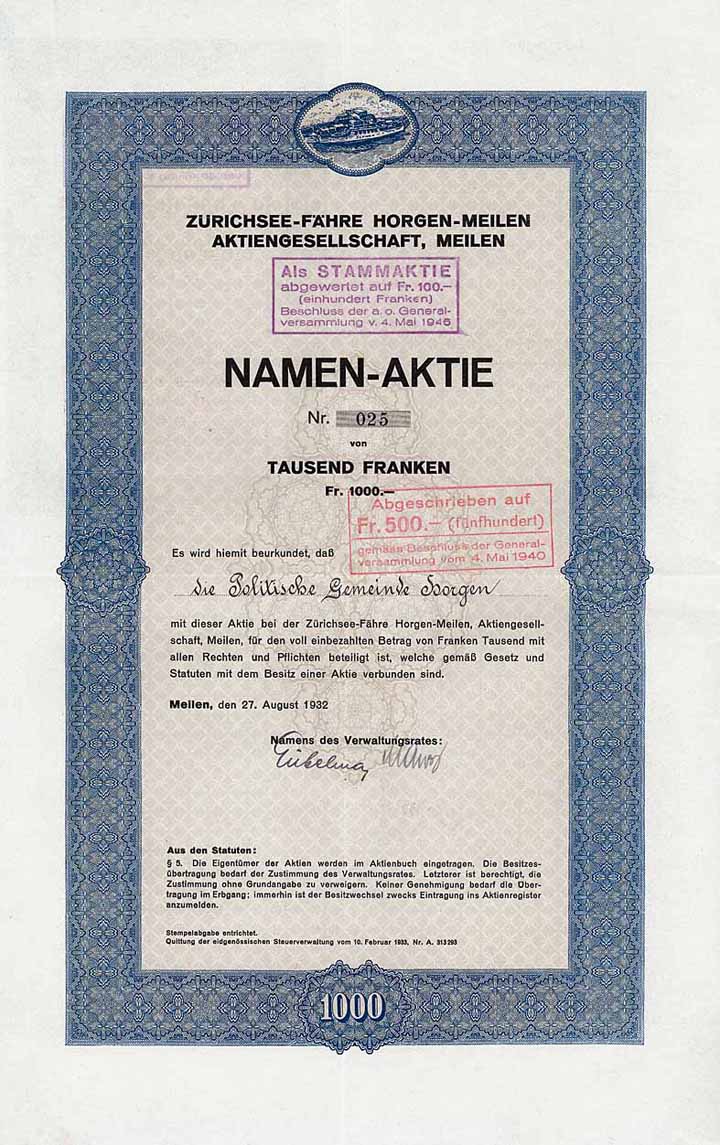 ZÜRICHSEE-FÄHRE HORGEN-MEILEN
AKTIENGESELLSCHAFT, MEILEN
Als STAMMAKTIE
abgewertet auf Fr. 100.–
(einhundert Franken)
Beschluss der a. o. General-
versammlung v. 4. Mai 1946
NAMEN-AKTIE
Nr. 025
von
TAUSEND FRANKEN
Fr. 1000.–
Abgeschrieben auf
Fr. 500.– (fünfhundert)
gemäss Beschluss der General-
versammlung vom 4. Mai 1940
Es wird hiemit beurkundet, daß
die Politische Gemeinde Horgen
mit dieser Aktie bei der Zürichsee-Fähre Horgen-Meilen, Aktiengesell-
schaft, Meilen, für den voll einbezahlten Betrag von Franken Tausend mit
allen Rechten und Pflichten beteiligt ist, welche gemäß Gesetz und
Statuten mit dem Besitz einer Aktie verbunden sind.
Meilen, den 27. August 1932
Namens des Verwaltungsrates:
Aus den Statuten:
§ 5. Die Eigentümer der Aktien werden im Aktienbuch eingetragen. Die Besitzes-
übertragung bedarf der Zustimmung des Verwaltungsrates. Letzterer ist berechtigt, die
Zustimmung ohne Grundangabe zu verweigern. Keiner Genehmigung bedarf die Über-
tragung im Erbgang; immerhin ist der Besitzwechsel zwecks Eintragung ins Aktienregister
anzumelden.
Stempelabgabe entrichtet.
Quittung der eidgenössischen Steuerverwaltung vom 10. Februar 1933, Nr. A. 313293
1000